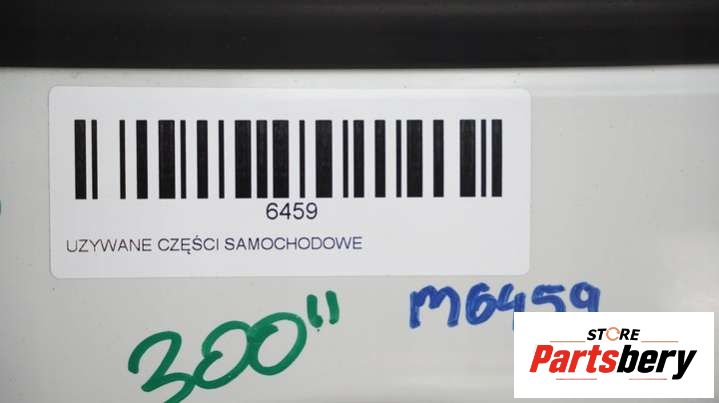 6459
UZYWANE CZĘŚCI SAMOCHODOWE
300"
M6459
STORE
Partsbery